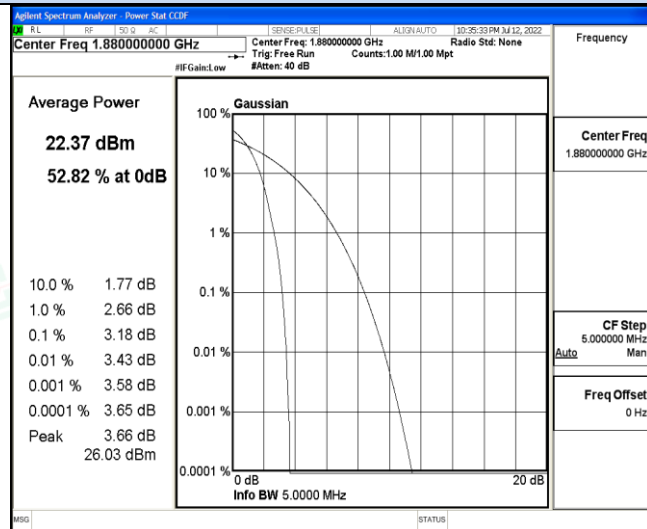 Agilent Spectrum Analyzer - Power Stat CCDF
RL RF 50 Ω AC SENSE:PULSE ALIGN AUTO 10:35:33 PM Jul 12, 2022
Center Freq 1.880000000 GHz
Center Freq: 1.880000000 GHz Radio Std: None
Trig: Free Run Counts:1.00 M/1.00 Mpt
#IFGain:Low #Atten: 40 dB
Frequency
Average Power
22.37 dBm
52.82 % at 0dB
10.0 % 1.77 dB
1.0 % 2.66 dB
0.1 % 3.18 dB
0.01 % 3.43 dB
0.001 % 3.58 dB
0.0001 % 3.65 dB
Peak 3.66 dB
26.03 dBm
Gaussian
100 %
10 %
1 %
0.1 %
0.01 %
0.001 %
0.0001 %
0 dB 20 dB
Info BW 5.0000 MHz
Center Freq
1.880000000 GHz
CF Step
5.000000 MHz
Auto Man
Freq Offset
0 Hz
MSG STATUS